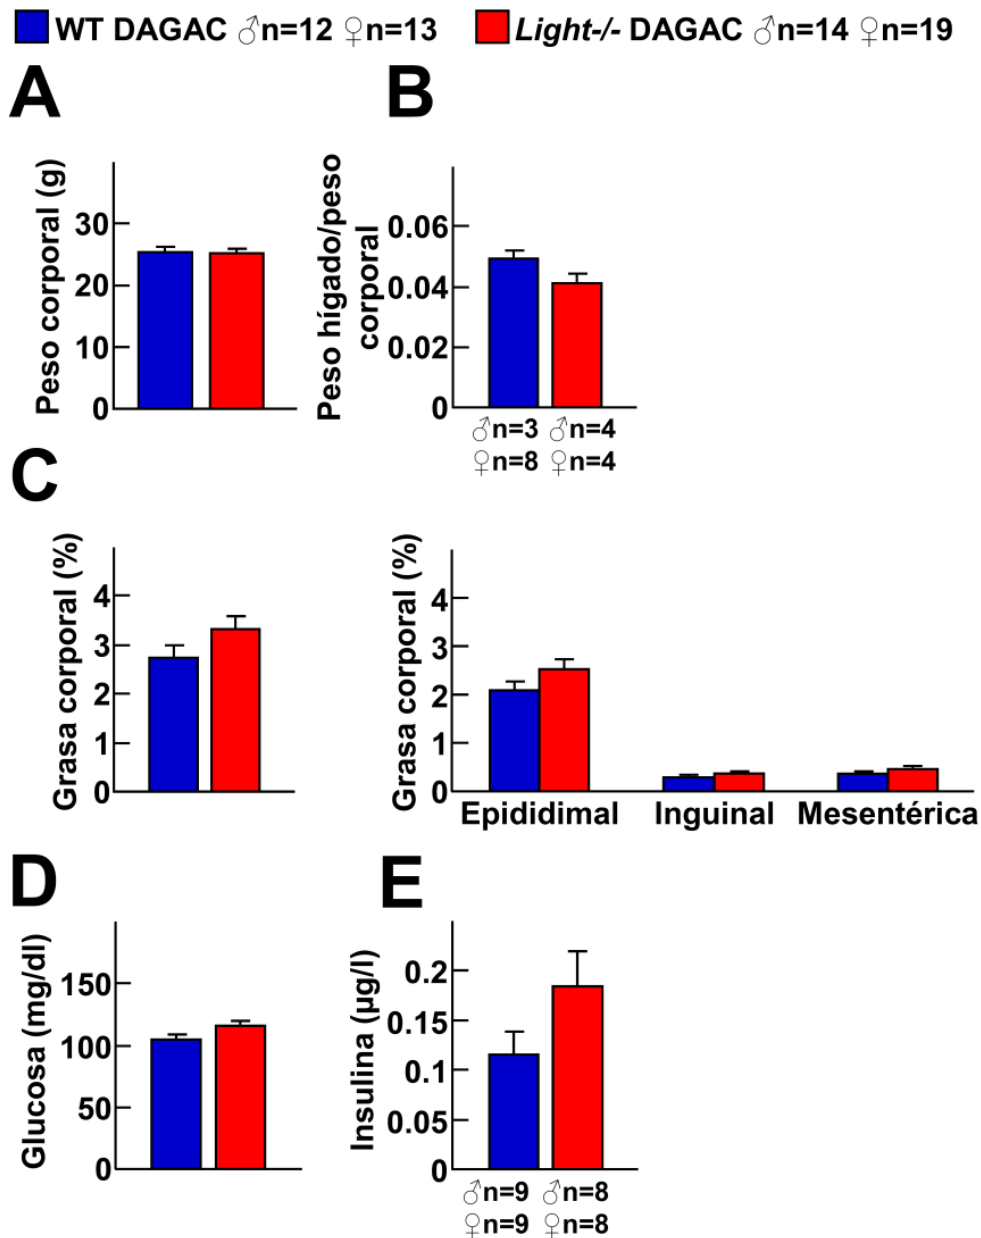 WT DAGAC ♂n=12 ♀n=13
Light-/- DAGAC ♂n=14 ♀n=19
A
Peso corporal (g)
30
20
10
0
B
Peso hígado/peso
corporal
0.06
0.04
0.02
0
♂n=3 ♂n=4
♀n=8 ♀n=4
C
Grasa corporal (%)
4
3
2
1
0
Grasa corporal (%)
4
3
2
1
0
Epididimal Inguinal Mesentérica
D
Glucosa (mg/dl)
150
100
50
0
E
Insulina (µg/l)
0.2
0.15
0.1
0.05
0
♂n=9 ♂n=8
♀n=9 ♀n=8